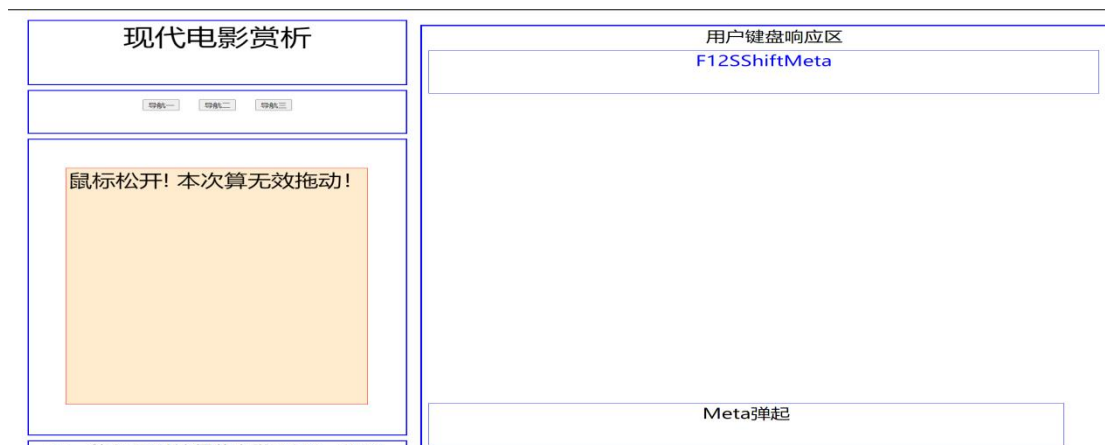 现代电影赏析
导航一 导航二 导航三
鼠标松开! 本次算无效拖动!
用户键盘响应区
F12SShiftMeta
Meta弹起